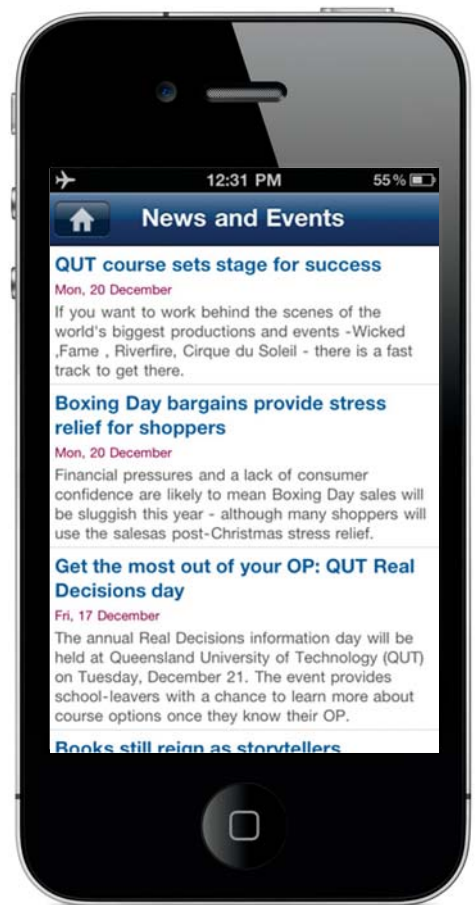 12:31 PM
55%
News and Events
QUT course sets stage for success
Mon, 20 December
If you want to work behind the scenes of the
world's biggest productions and events -Wicked
,Fame , Riverfire, Cirque du Soleil - there is a fast
track to get there.
Boxing Day bargains provide stress
relief for shoppers
Mon, 20 December
Financial pressures and a lack of consumer
confidence are likely to mean Boxing Day sales will
be sluggish this year - although many shoppers will
use the salesas post-Christmas stress relief.
Get the most out of your OP: QUT Real
Decisions day
Fri, 17 December
The annual Real Decisions information day will be
held at Queensland University of Technology (QUT)
on Tuesday, December 21. The event provides
school-leavers with a chance to learn more about
course options once they know their OP.
Books still reign as storytellers